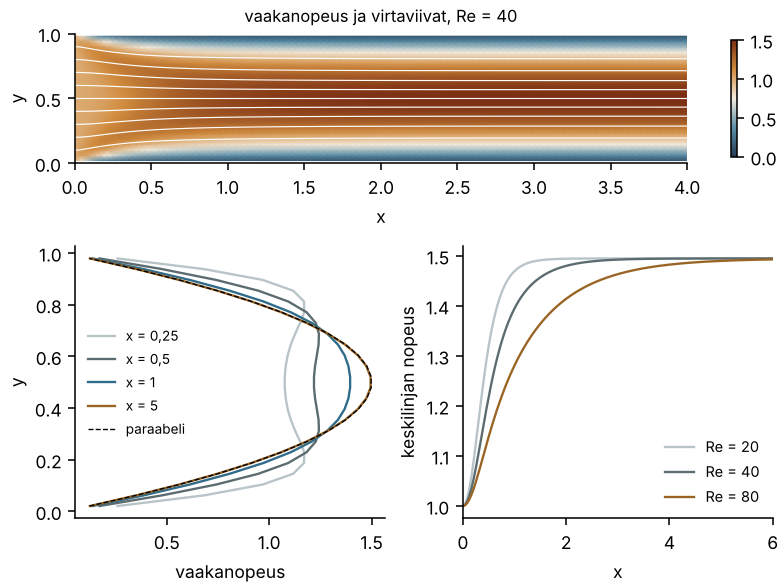 vaakanopeus ja virtaviivat, Re = 40
1.0
0.5
0.0
y
0.0 0.5 1.0 1.5 2.0 2.5 3.0 3.5 4.0
x
1.5
1.0
0.5
0.0
1.0
0.8
0.6
0.4
0.2
0.0
y
x = 0,25
x = 0,5
x = 1
x = 5
paraabeli
0.5 1.0 1.5
vaakanopeus
1.5
1.4
1.3
1.2
1.1
1.0
keskilinjan nopeus
Re = 20
Re = 40
Re = 80
0 2 4 6
x